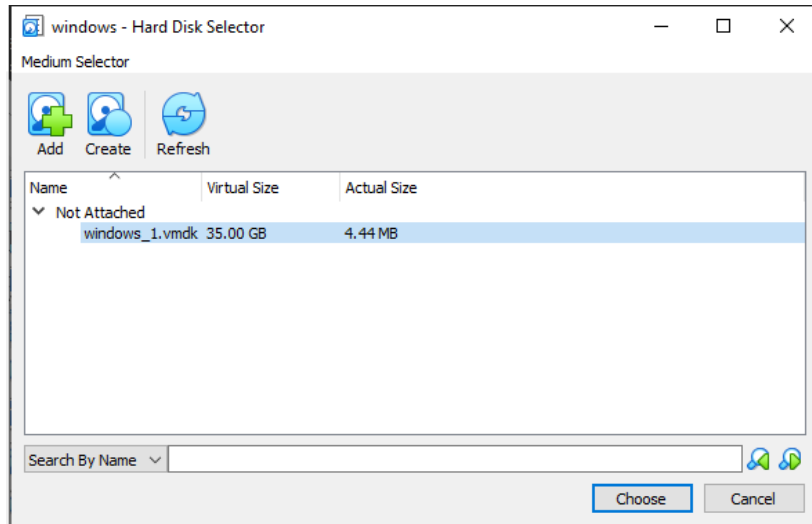 windows - Hard Disk Selector
Medium Selector
Add Create Refresh
Name Virtual Size Actual Size
Not Attached
windows_1.vmdk 35.00 GB 4.44 MB
Search By Name
Choose Cancel